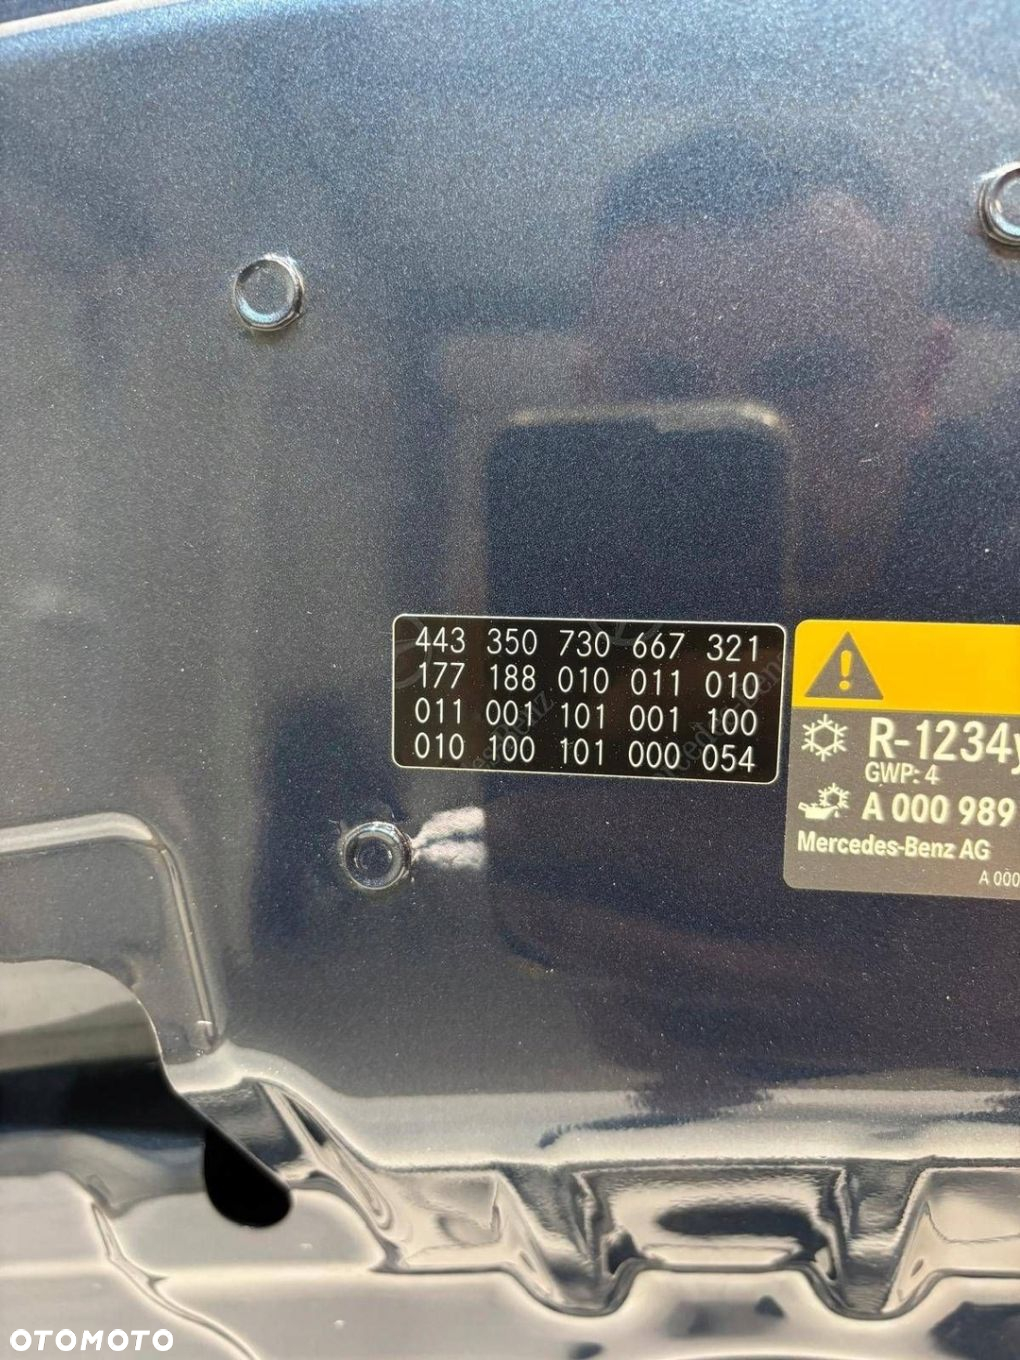 443 350 730 667 321
177 188 010 011 010
011 001 101 001 100
010 100 101 000 054
R-1234y
GWP: 4
A 000 989
Mercedes-Benz AG
A 000
OTOMOTO